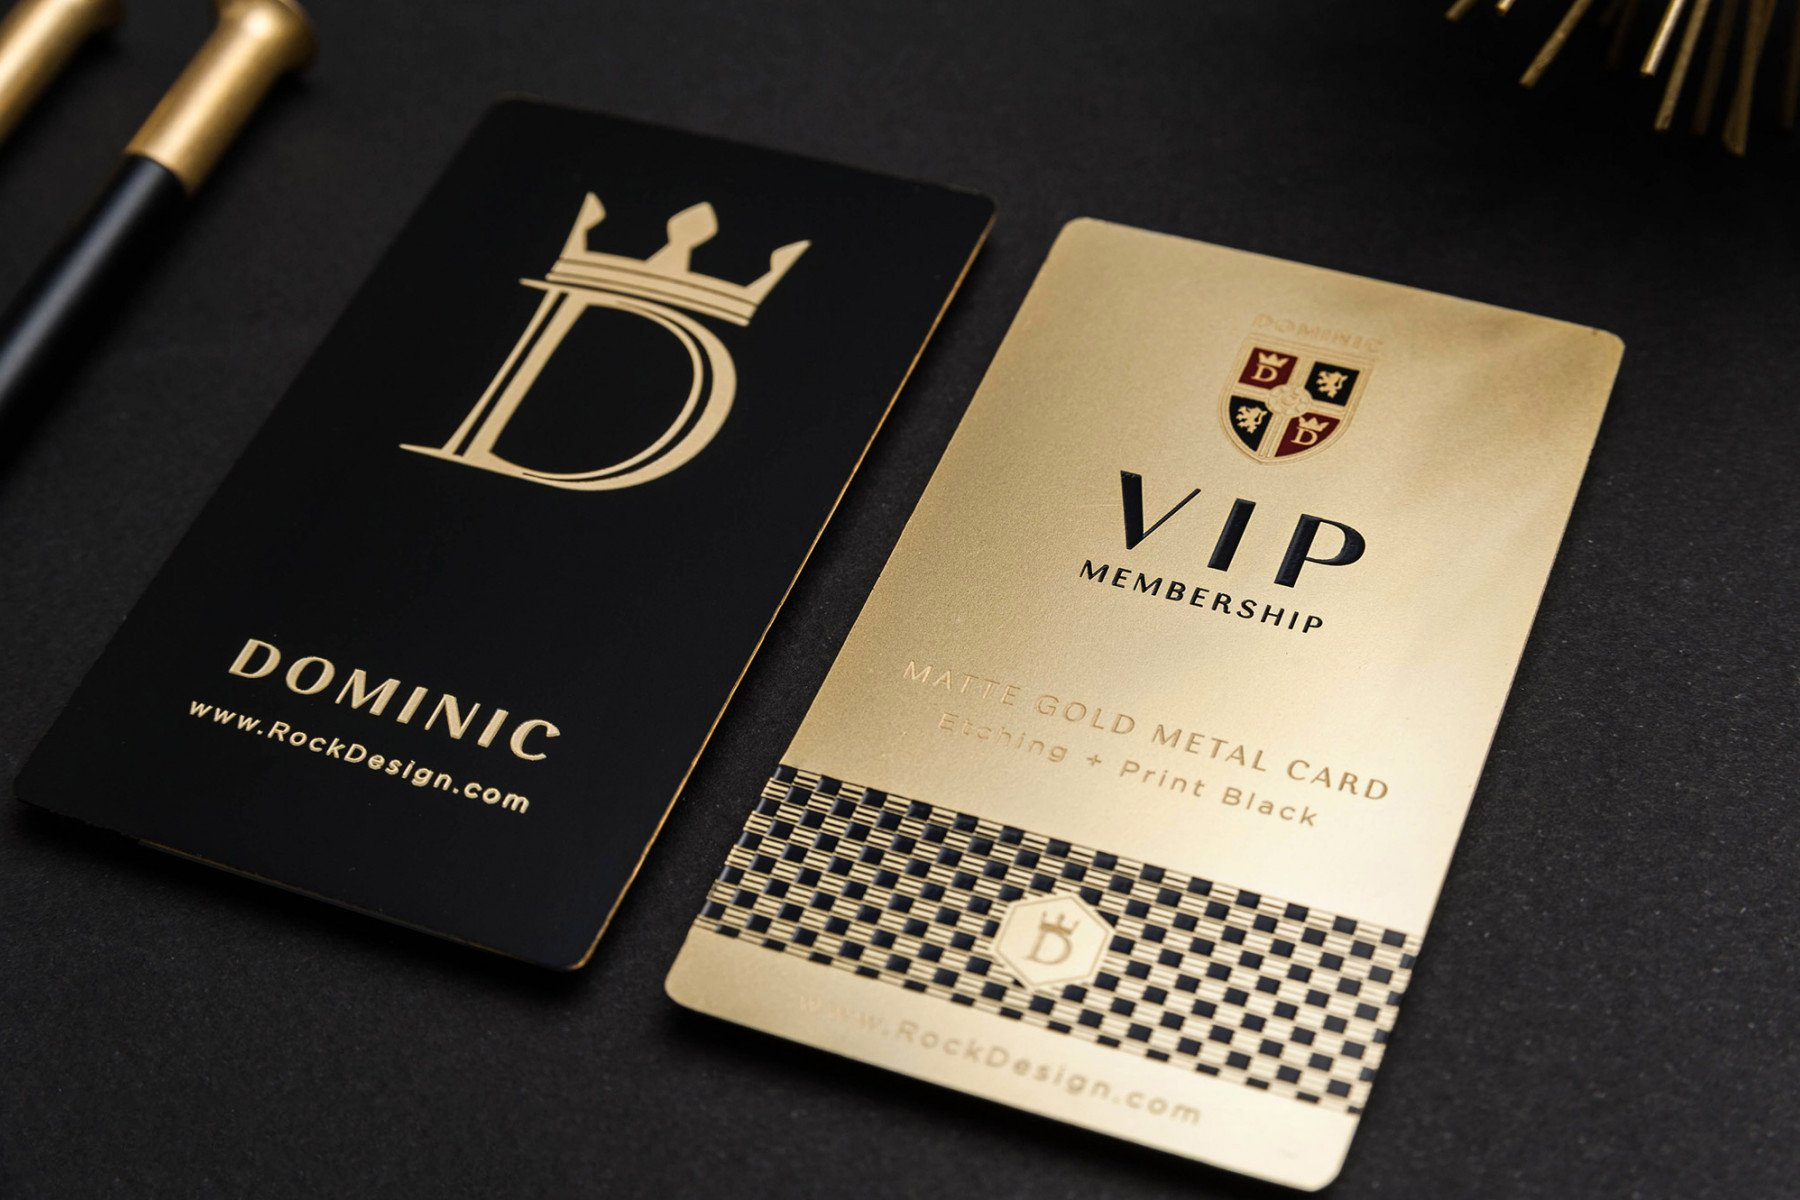 D
DOMINIC
www.RockDesign.com
DOMINIC
D
D
VIP
MEMBERSHIP
MATTE GOLD METAL CARD
Etching + Print Black
D
www.RockDesign.com